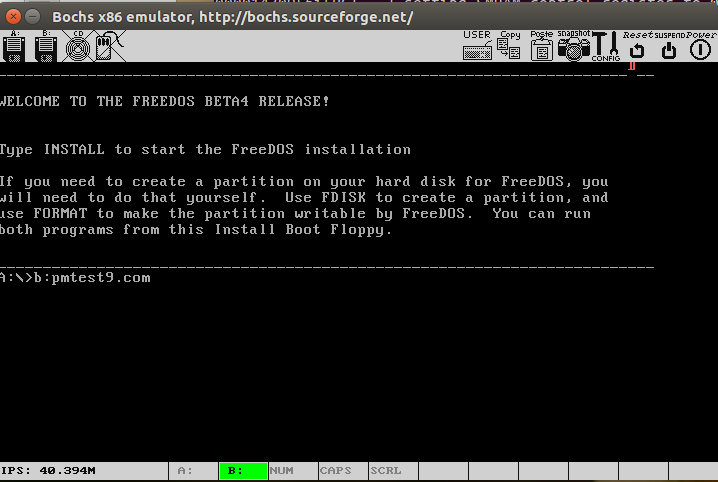 Bochs x86 emulator, http://bochs.sourceforge.net/
A: B: CD USER Copy Paste snapshot CONFIG Reset SUSPEND Power
WELCOME TO THE FREEDOS BETA4 RELEASE!
Type INSTALL to start the FreeDOS installation
If you need to create a partition on your hard disk for FreeDOS, you
will need to do that yourself.  Use FDISK to create a partition, and
use FORMAT to make the partition writable by FreeDOS.  You can run
both programs from this Install Boot Floppy.
A:\>b:pmtest9.com
IPS: 40.394M A: B: NUM CAPS SCRL